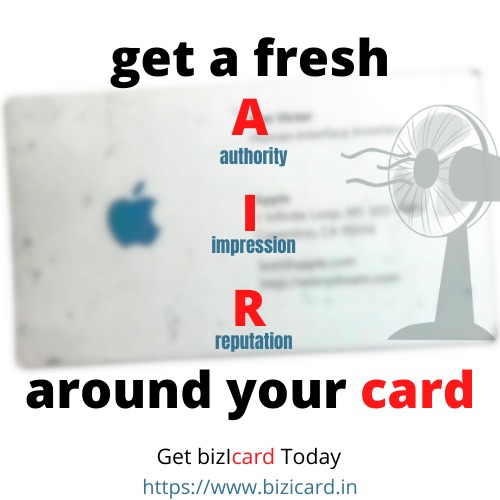 get a fresh
A
authority
I
impression
R
reputation
around your card
Get bizIcard Today
https://www.bizicard.in